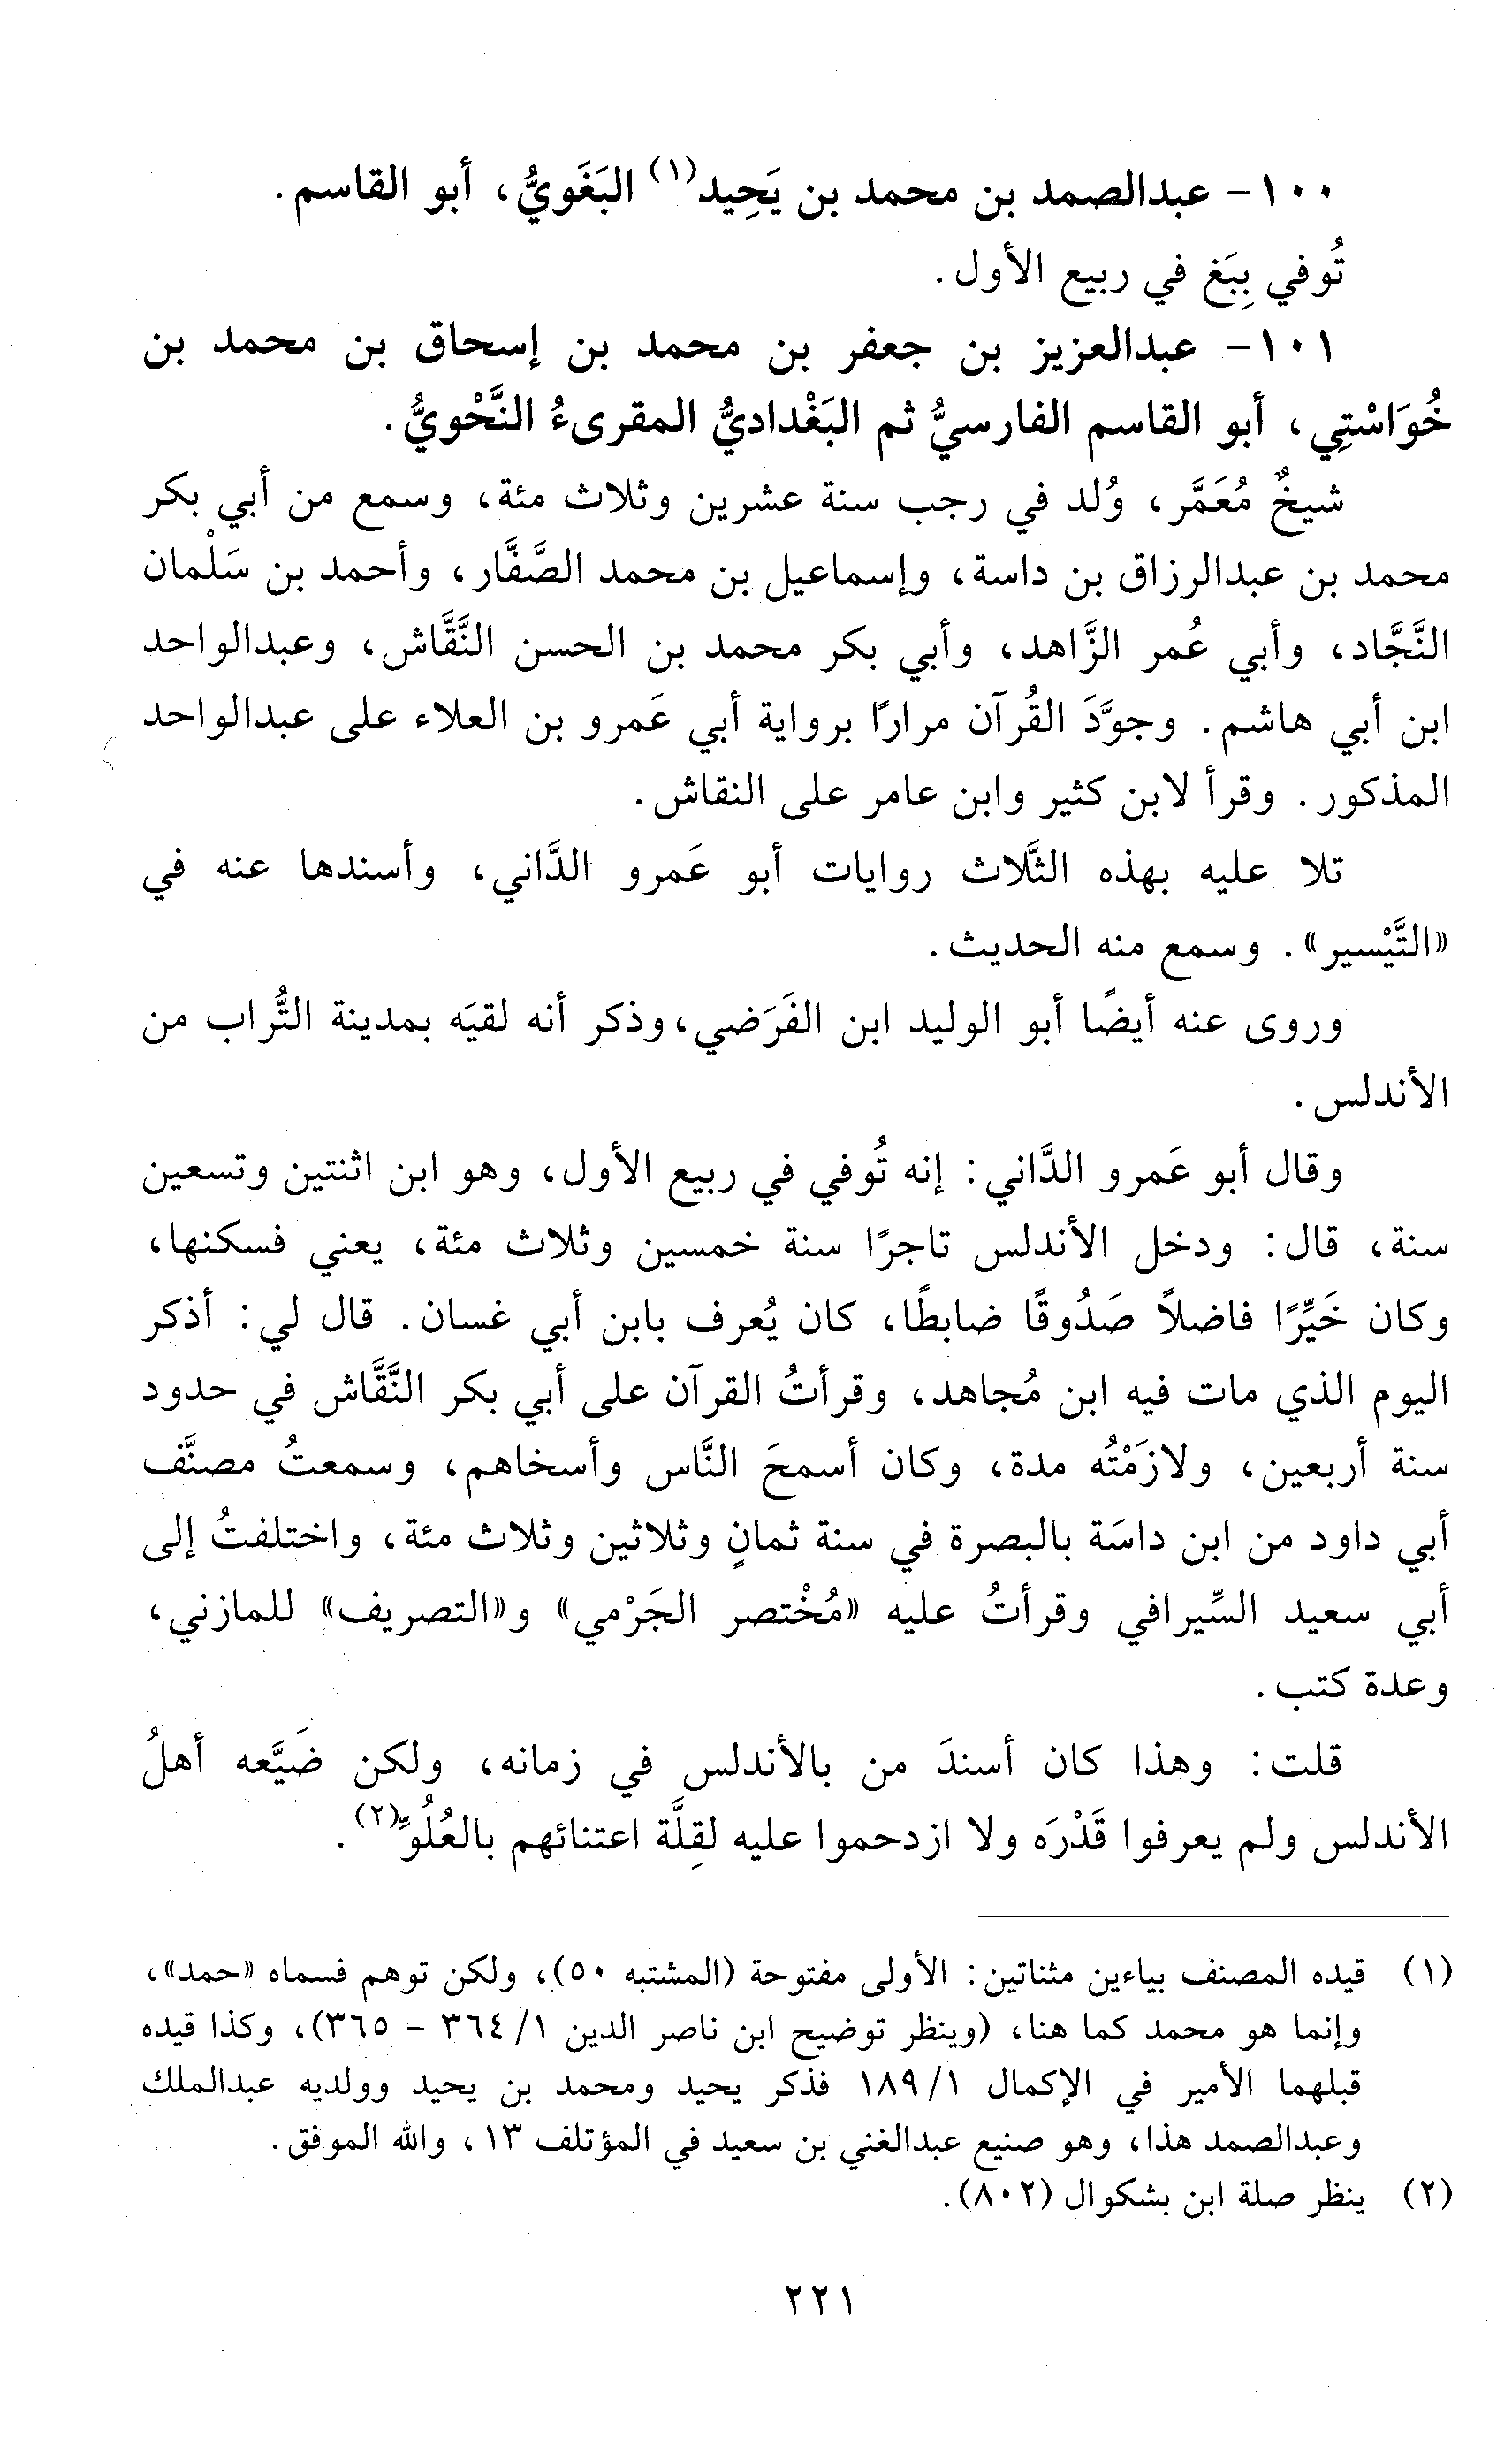 ١٠٠- عبدالصمد بن محمد بن يَحِيد(١) البَغَويُّ، أبو القاسم.
تُوفي بِبَغ في ربيع الأول.
١٠١- عبدالعزيز بن جعفر بن محمد بن إسحاق بن محمد بن
خُوَاسْتِي، أبو القاسم الفارسيُّ ثم البَغْداديُّ المقرىءُ النَّحْويُّ.
شيخٌ مُعَمَّر، وُلد في رجب سنة عشرين وثلاث مئة، وسمع من أبي بكر
محمد بن عبدالرزاق بن داسة، وإسماعيل بن محمد الصَّفَّار، وأحمد بن سَلْمان
النَّجَّاد، وأبي عُمر الزَّاهد، وأبي بكر محمد بن الحسن النَّقَّاش، وعبدالواحد
ابن أبي هاشم. وجوَّدَ القُرآن مرارًا برواية أبي عَمرو بن العلاء على عبدالواحد
المذكور. وقرأ لابن كثير وابن عامر على النقاش.
تلا عليه بهذه الثَّلاث روايات أبو عَمرو الدَّاني، وأسندها عنه في
«التَّيْسير». وسمع منه الحديث.
وروى عنه أيضًا أبو الوليد ابن الفَرَضي، وذكر أنه لقيَه بمدينة التُّراب من
الأندلس.
وقال أبو عَمرو الدَّاني: إنه تُوفي في ربيع الأول، وهو ابن اثنتين وتسعين
سنة، قال: ودخل الأندلس تاجرًا سنة خمسين وثلاث مئة، يعني فسكنها،
وكان خَيِّرًا فاضلاً صَدُوقًا ضابطًا، كان يُعرف بابن أبي غسان. قال لي: أذكر
اليوم الذي مات فيه ابن مُجاهد، وقرأتُ القرآن على أبي بكر النَّقَّاش في حدود
سنة أربعين، ولازَمْتُه مدة، وكان أسمحَ النَّاس وأسخاهم، وسمعتُ مصنَّف
أبي داود من ابن داسَة بالبصرة في سنة ثمانٍ وثلاثين وثلاث مئة، واختلفتُ إلى
أبي سعيد السِّيرافي وقرأتُ عليه «مُخْتصر الجَرْمي» و«التصريف» للمازني،
وعدة كتب.
قلت: وهذا كان أسندَ من بالأندلس في زمانه، ولكن ضَيَّعه أهلُ
الأندلس ولم يعرفوا قَدْرَه ولا ازدحموا عليه لقِلَّة اعتنائهم بالعُلُوِّ(٢).
(١) قيده المصنف بياءين مثناتين: الأولى مفتوحة (المشتبه ٥٠)، ولكن توهم فسماه «حمد»،
وإنما هو محمد كما هنا، (وينظر توضيح ابن ناصر الدين ١/ ٣٦٤ - ٣٦٥)، وكذا قيده
قبلهما الأمير في الإكمال ١/ ١٨٩ فذكر يحيد ومحمد بن يحيد وولديه عبدالملك
وعبدالصمد هذا، وهو صنيع عبدالغني بن سعيد في المؤتلف ١٣، والله الموفق.
(٢) ينظر صلة ابن بشكوال (٨٠٢).
٢٢١